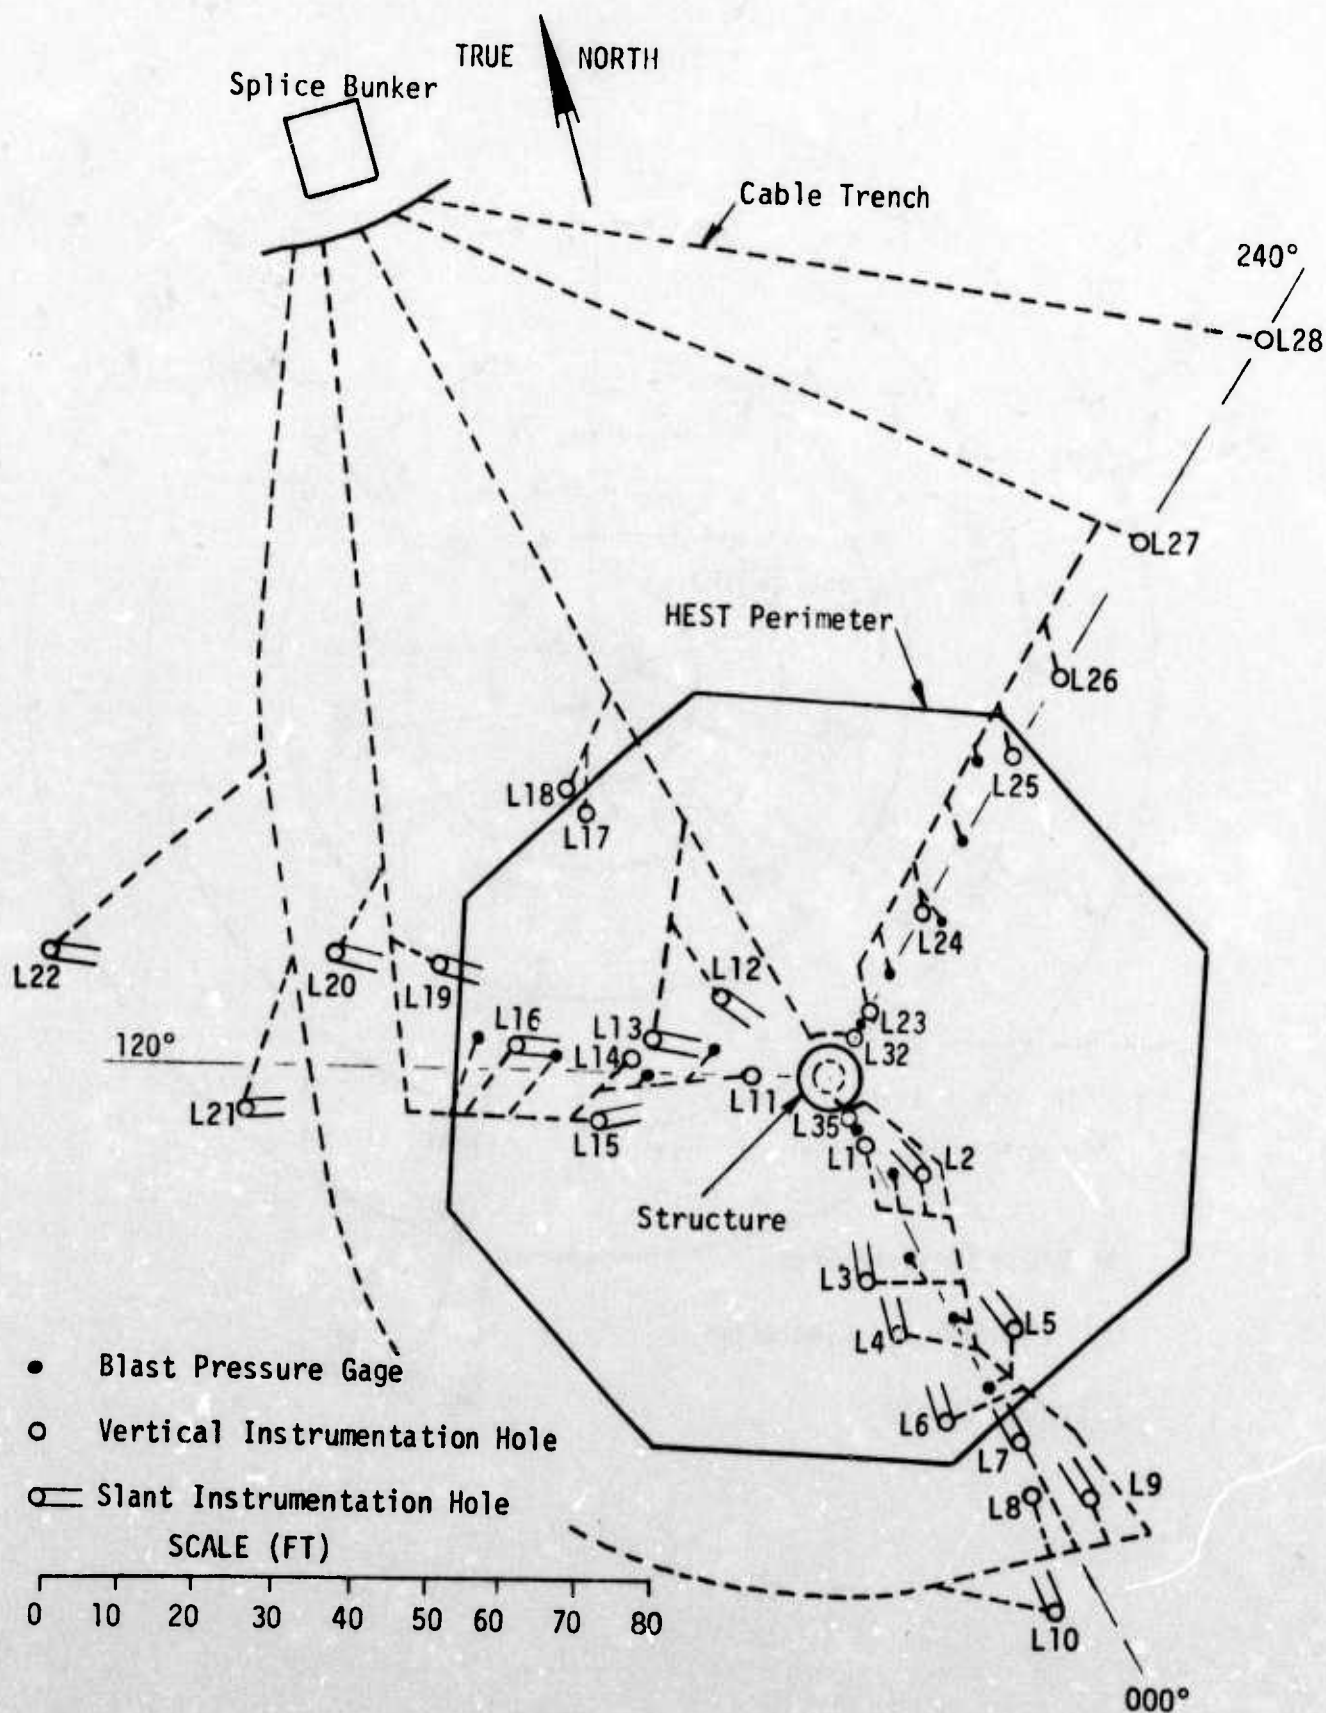 TRUE NORTH
Splice Bunker
Cable Trench
240°
L28
L27
HEST Perimeter
L26
L25
L18
L17
L24
L22
L20
L19
L12
L23
L32
L16
L13
L14
120°
L11
L21
L15
L35
L1
L2
Structure
L3
L4
L5
L6
L7
L8
L9
L10
000°
Blast Pressure Gage
Vertical Instrumentation Hole
Slant Instrumentation Hole
SCALE (FT)
0 10 20 30 40 50 60 70 80